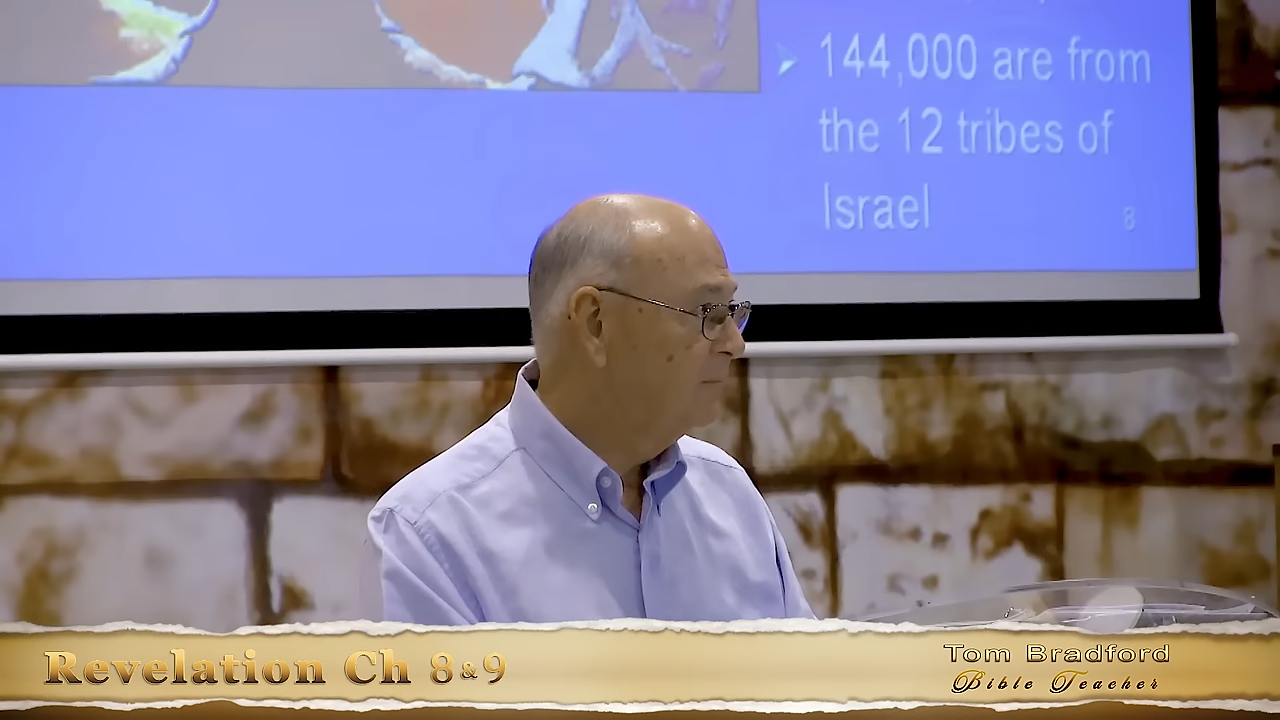 144,000 are from
the 12 tribes of
Israel
8
Revelation Ch 8&9
Tom Bradford
Bible Teacher